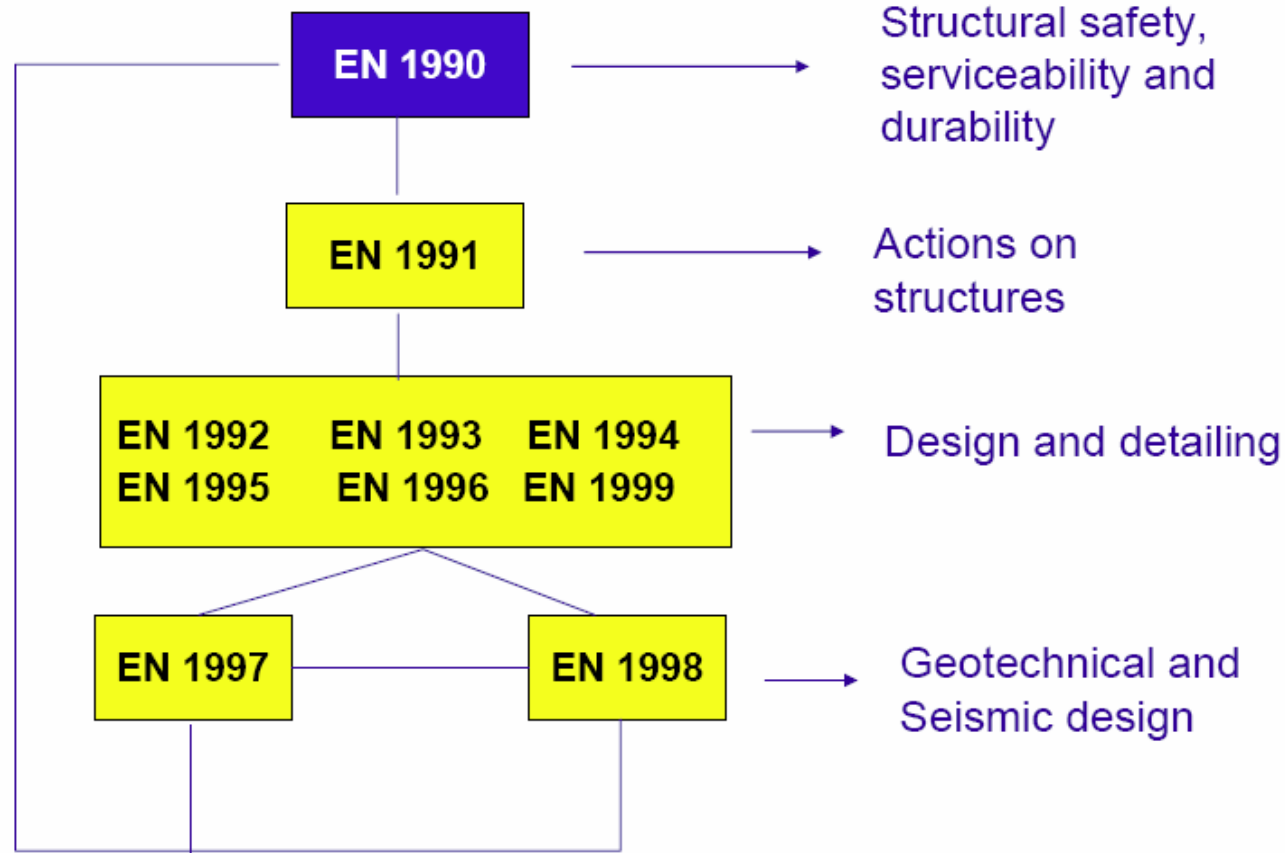 EN 1990
Structural safety,
serviceability and
durability
EN 1991
Actions on
structures
EN 1992 EN 1993 EN 1994
EN 1995 EN 1996 EN 1999
Design and detailing
EN 1997
EN 1998
Geotechnical and
Seismic design